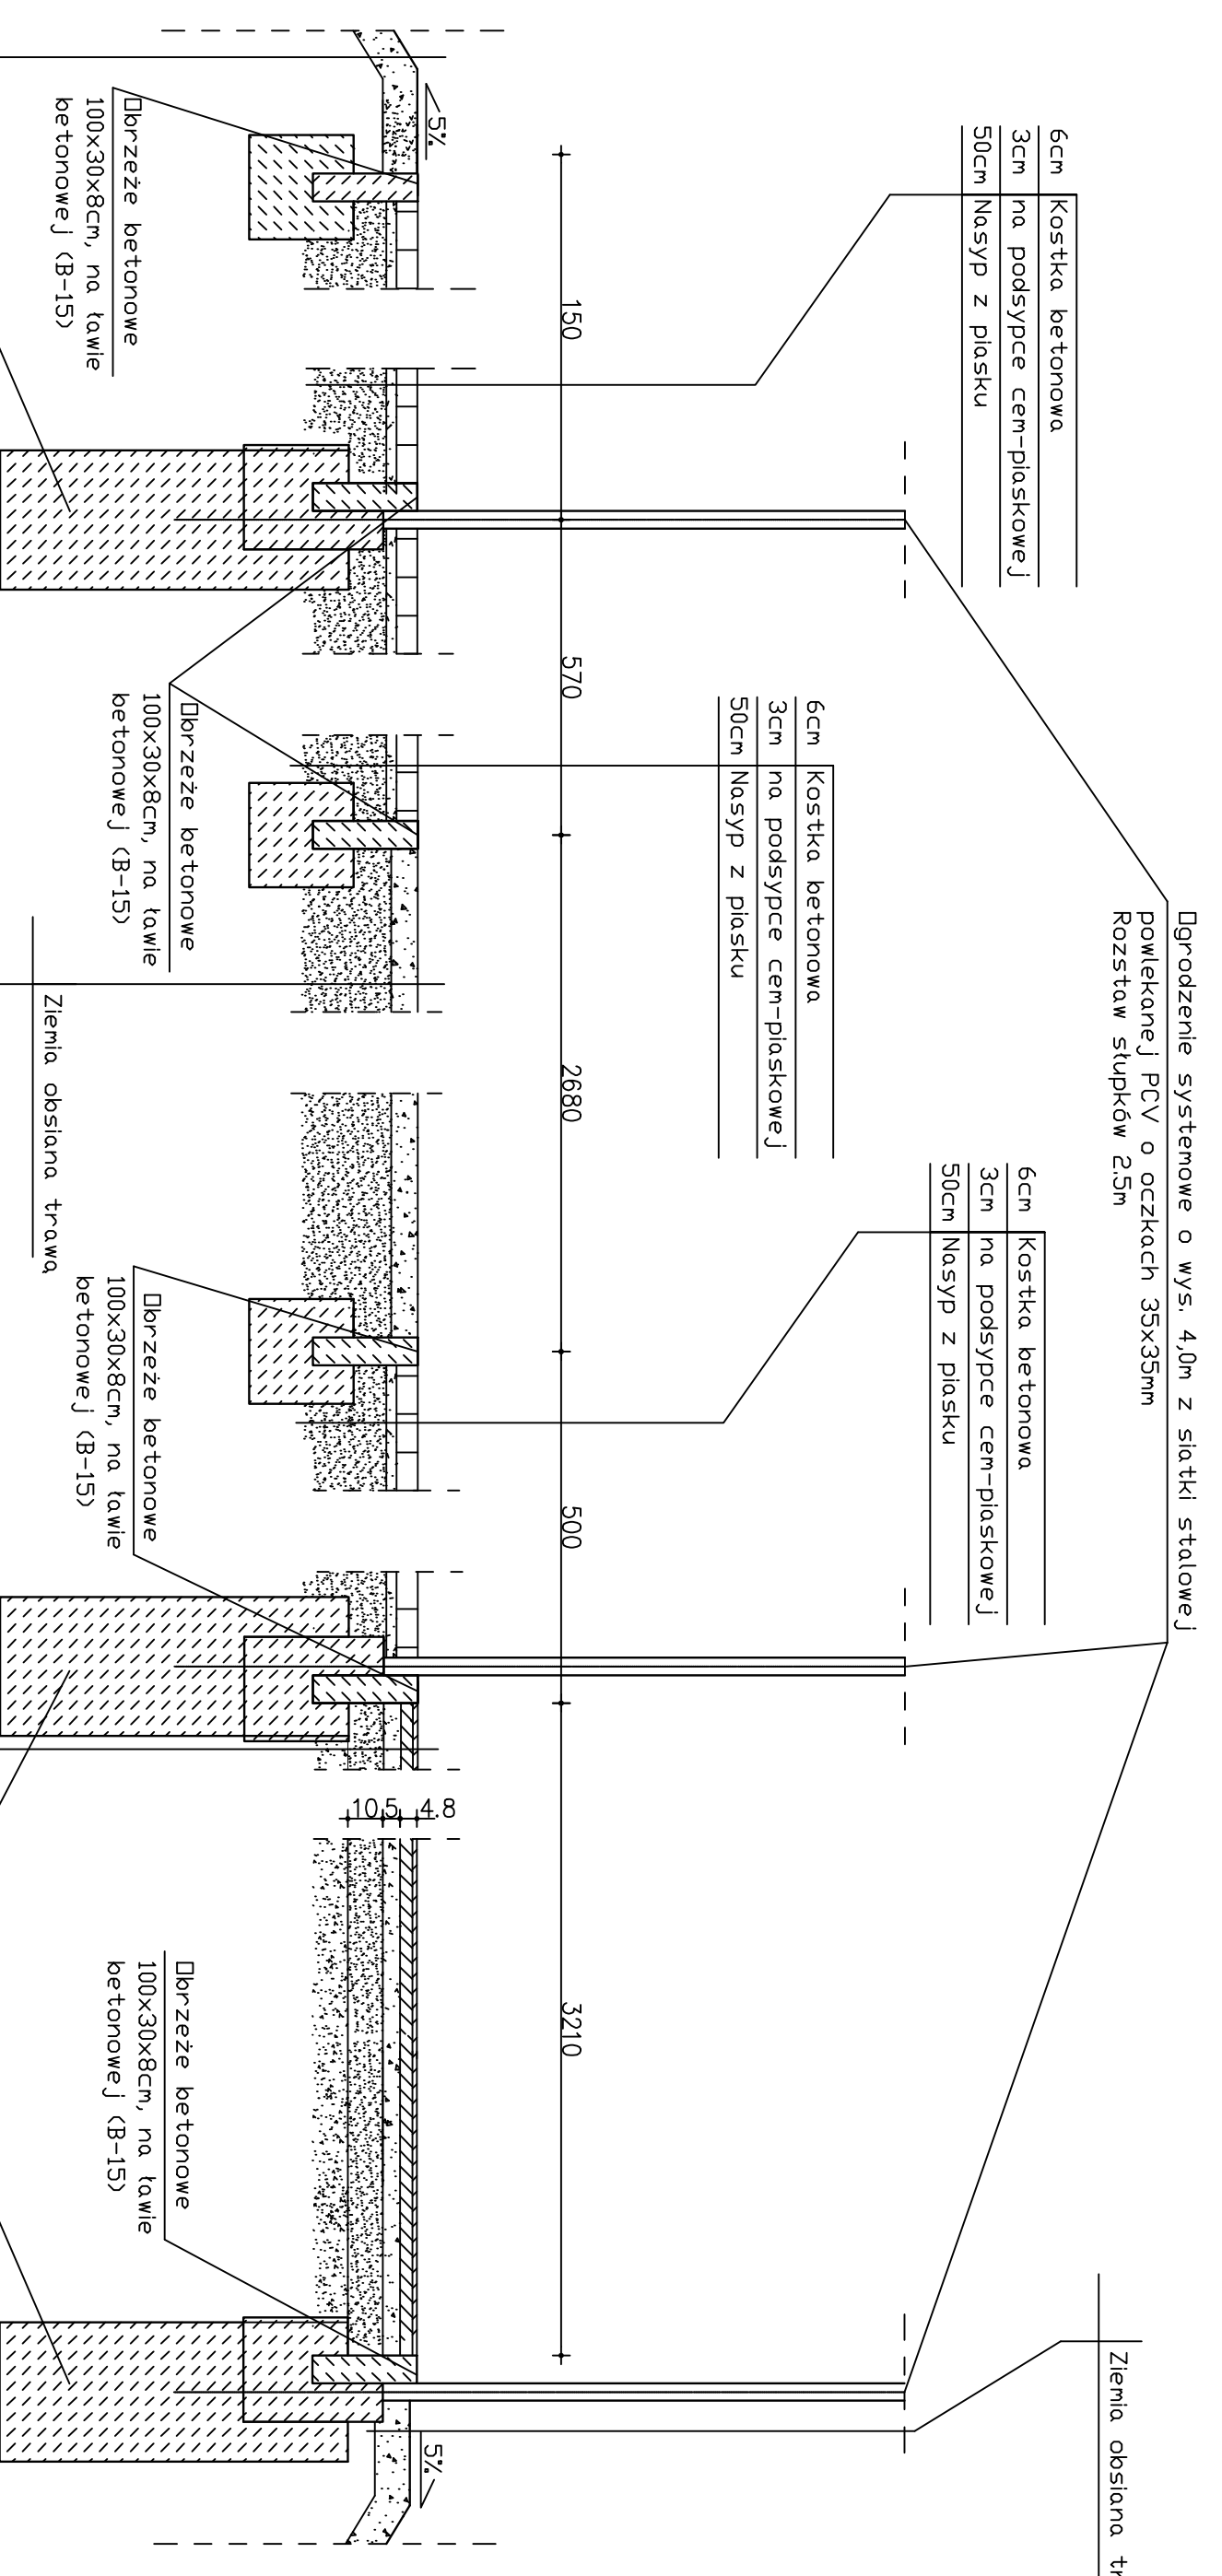 Ogrodzenie systemowe o wys. 4,0m z siatki stalowej
powlekanej PCV o oczkach 35x35mm
Rozstaw słupków 2.5m
Ziemia obsiana
6cm Kostka betonowa
3cm na podsypce cem-piaskowej
50cm Nasyp z piasku
6cm Kostka betonowa
3cm na podsypce cem-piaskowej
50cm Nasyp z piasku
6cm Kostka betonowa
3cm na podsypce cem-piaskowej
50cm Nasyp z piasku
150
570
2680
500
3210
5%
5%
4.8
5
10
Obrzeże betonowe
100x30x8cm, na ławie
betonowej (B-15)
Obrzeże betonowe
100x30x8cm, na ławie
betonowej (B-15)
Obrzeże betonowe
100x30x8cm, na ławie
betonowej (B-15)
Obrzeże betonowe
100x30x8cm, na ławie
betonowej (B-15)
Ziemia obsiana trawą